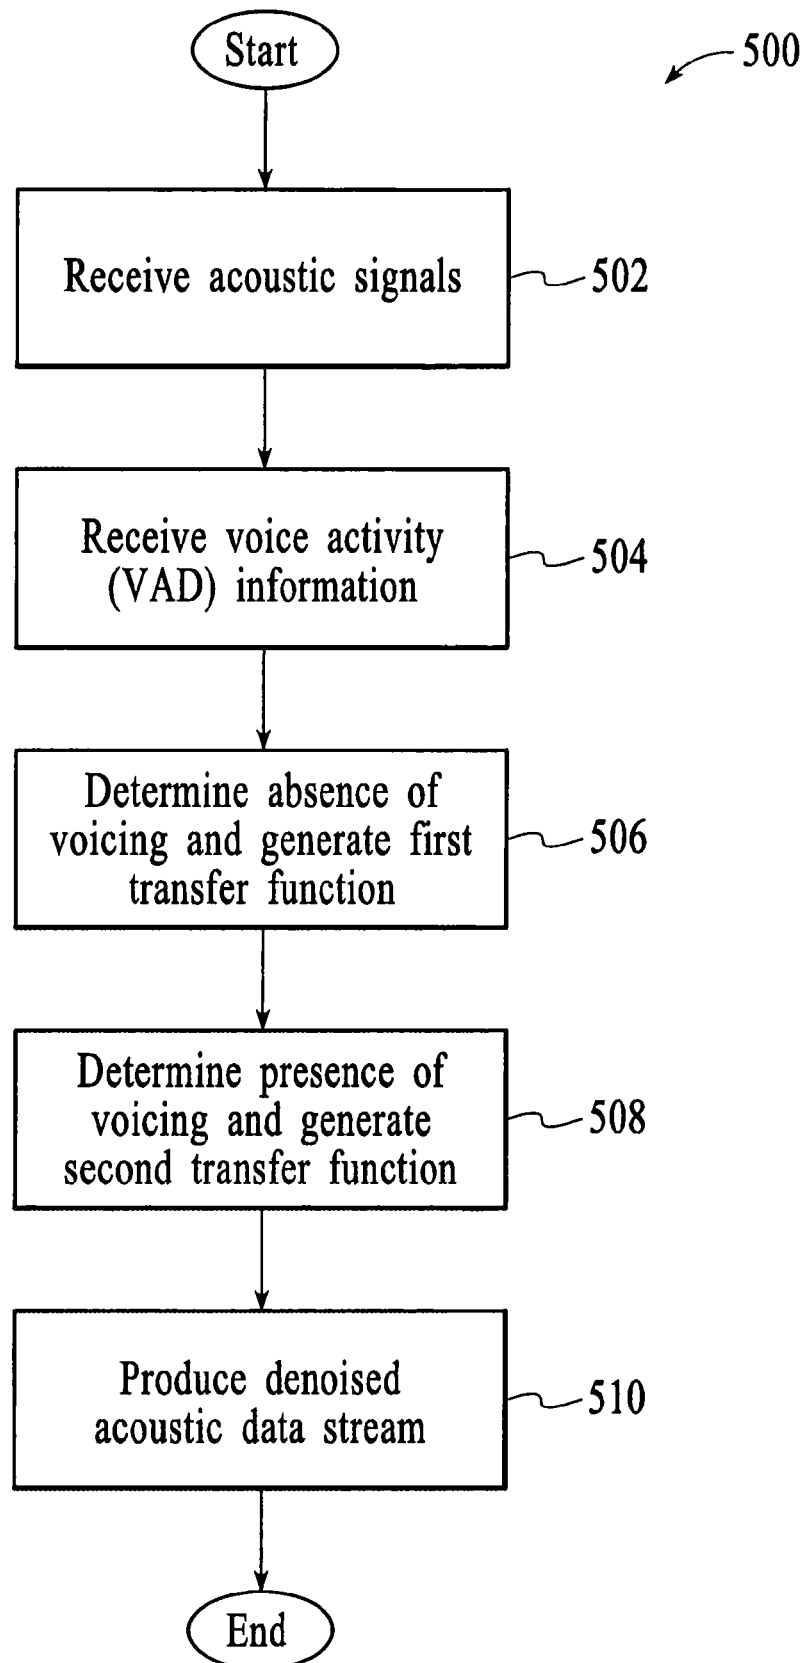 Start
500
Receive acoustic signals
502
Receive voice activity
(VAD) information
504
Determine absence of
voicing and generate first
transfer function
506
Determine presence of
voicing and generate
second transfer function
508
Produce denoised
acoustic data stream
510
End